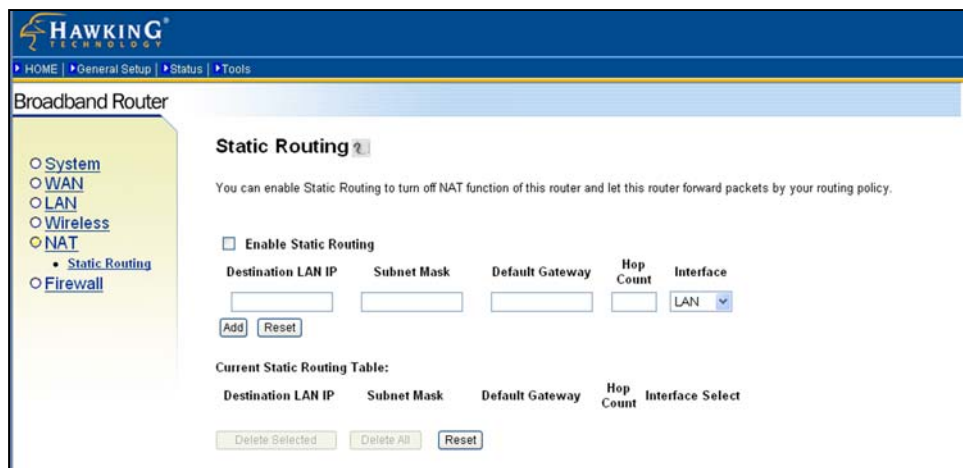 HAWKING®
TECHNOLOGY
HOME | General Setup | Status | Tools
Broadband Router
System
WAN
LAN
Wireless
NAT
• Static Routing
Firewall
Static Routing ?
You can enable Static Routing to turn off NAT function of this router and let this router forward packets by your routing policy.
Enable Static Routing
Destination LAN IP Subnet Mask Default Gateway Hop Count Interface
LAN
Add Reset
Current Static Routing Table:
Destination LAN IP Subnet Mask Default Gateway Hop Count Interface Select
Delete Selected Delete All Reset